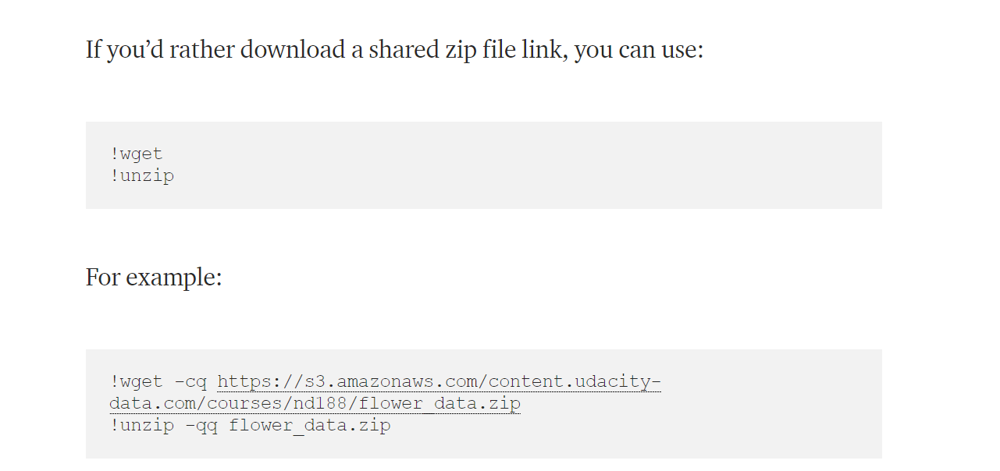 If you’d rather download a shared zip file link, you can use:
!wget
!unzip
For example:
!wget -cq https://s3.amazonaws.com/content.udacity-
data.com/courses/nd188/flower_data.zip
!unzip -qq flower_data.zip